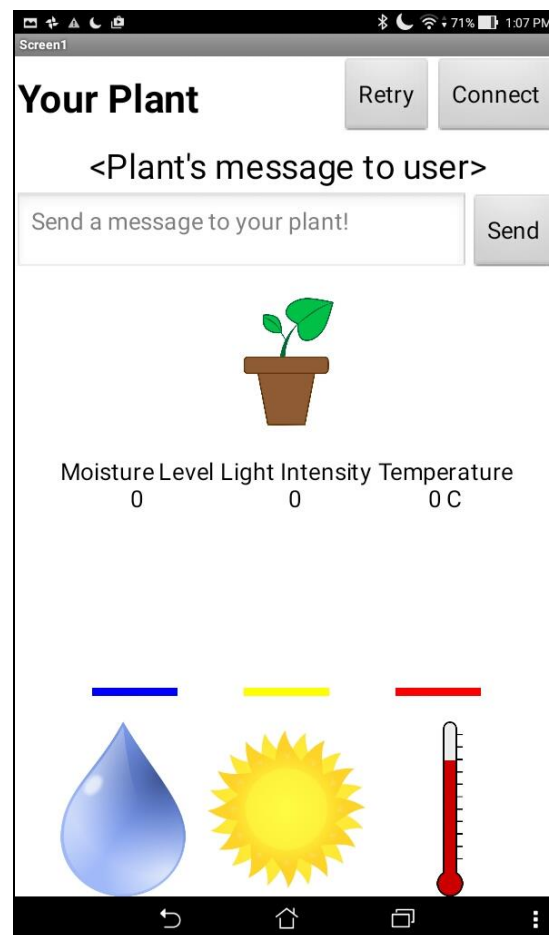 71% 1:07 PM
Screen1
Your Plant Retry Connect
<Plant's message to user>
Send a message to your plant! Send
Moisture Level Light Intensity Temperature
0 0 0 C